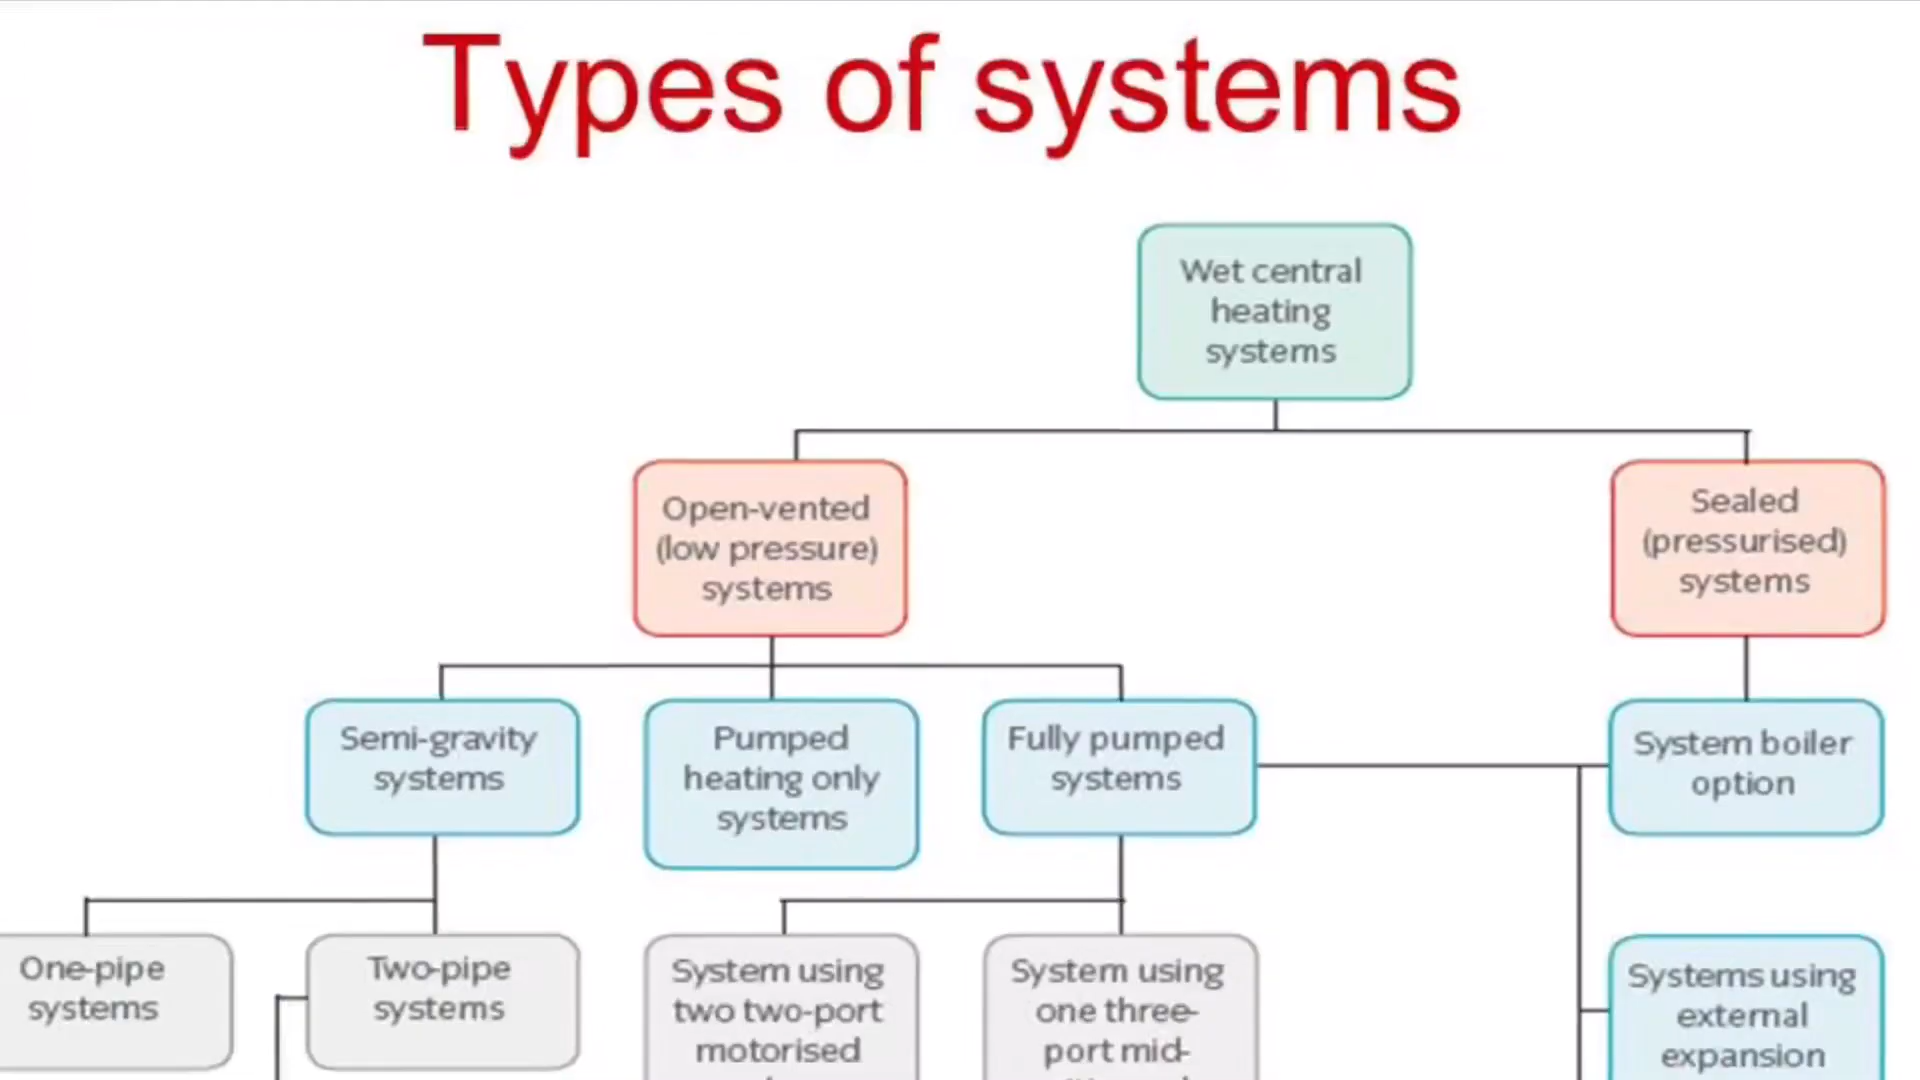 Types of systems
Wet central
heating
systems
Open-vented
(low pressure)
systems
Sealed
(pressurised)
systems
Semi-gravity
systems
Pumped
heating only
systems
Fully pumped
systems
System boiler
option
One-pipe
systems
Two-pipe
systems
System using
two two-port
motorised
System using
one three-
port mid-
Systems using
external
expansion